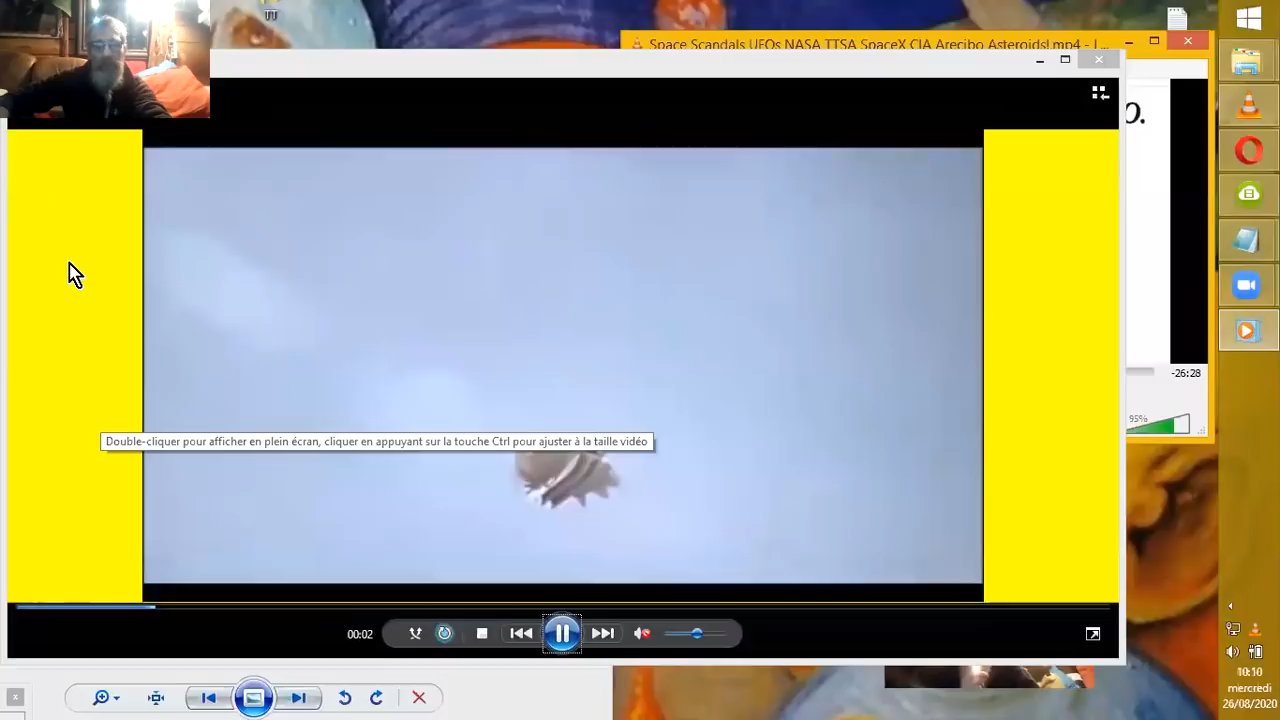 TT
Space Scandals UFOs NASA TTSA SpaceX CIA Arecibo Asteroids!.mp4 - L...
O.
-26:28
95%
Double-cliquer pour afficher en plein écran, cliquer en appuyant sur la touche Ctrl pour ajuster à la taille vidéo
00:02
10:10
mercredi
26/08/2020